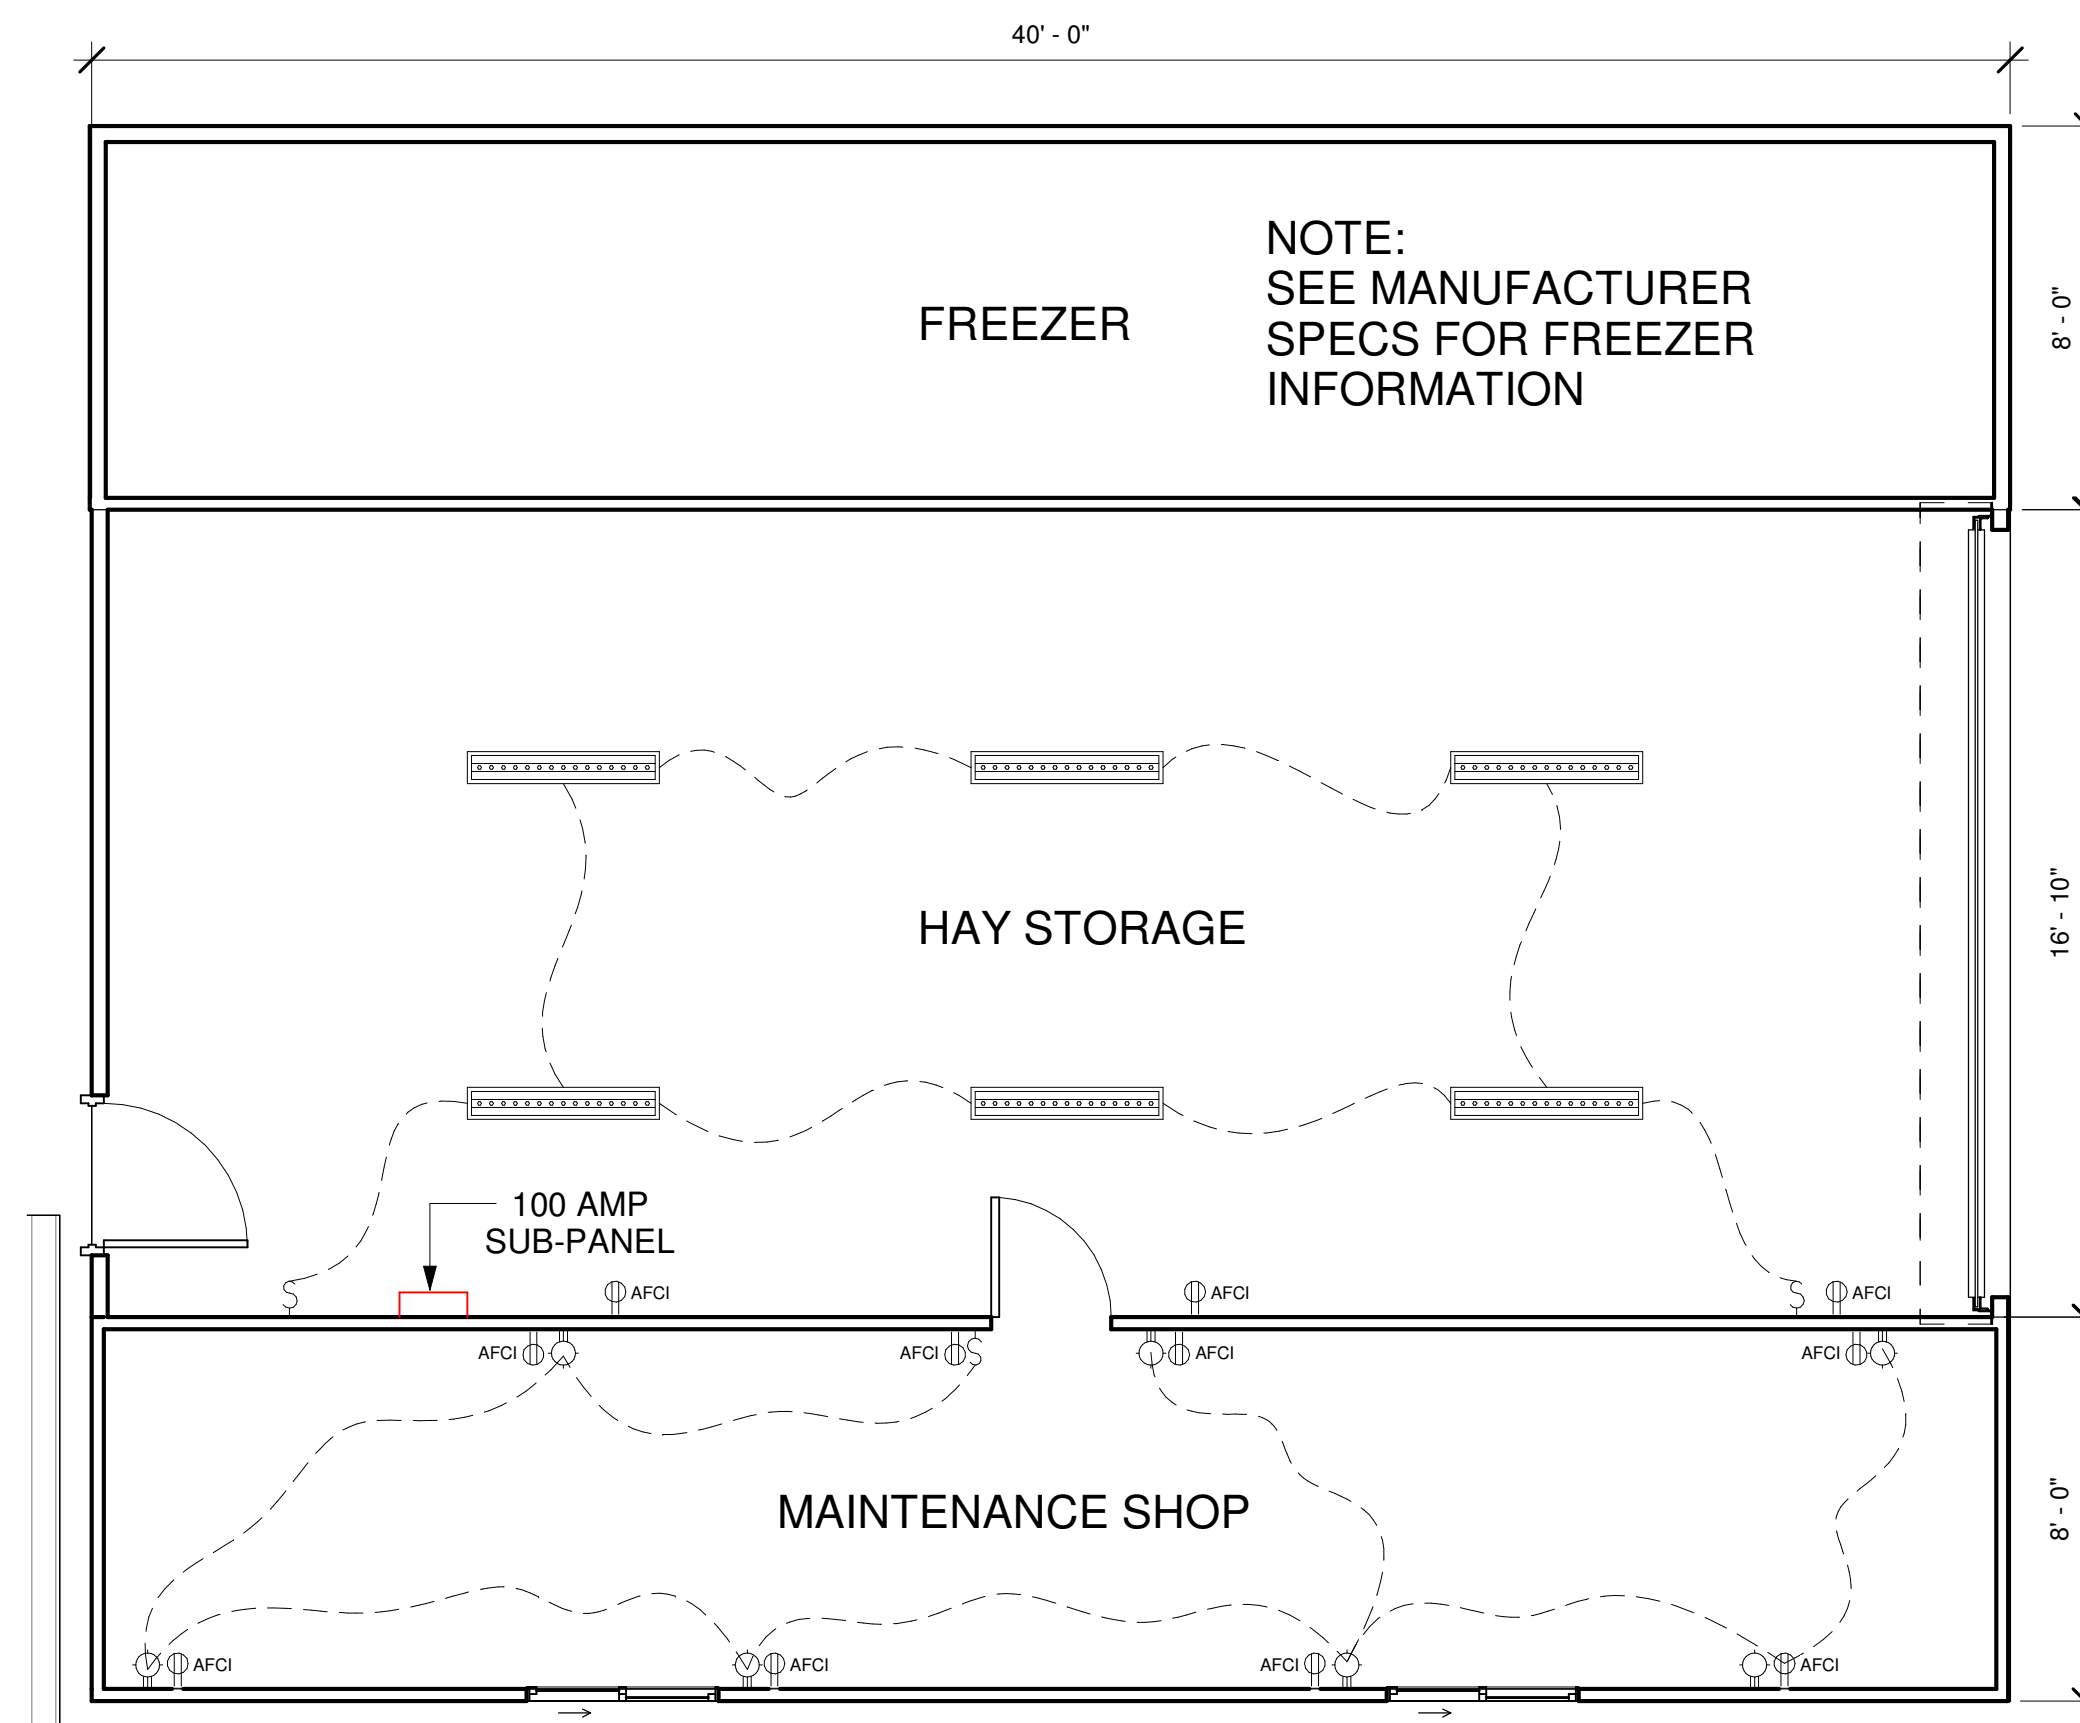 40' - 0"
NOTE:
SEE MANUFACTURER
SPECS FOR FREEZER
INFORMATION
FREEZER
8' - 0"
HAY STORAGE
16' - 10"
100 AMP
SUB-PANEL
AFCI
AFCI
AFCI
AFCI
AFCI
AFCI
AFCI
MAINTENANCE SHOP
8' - 0"
AFCI
AFCI
AFCI
AFCI